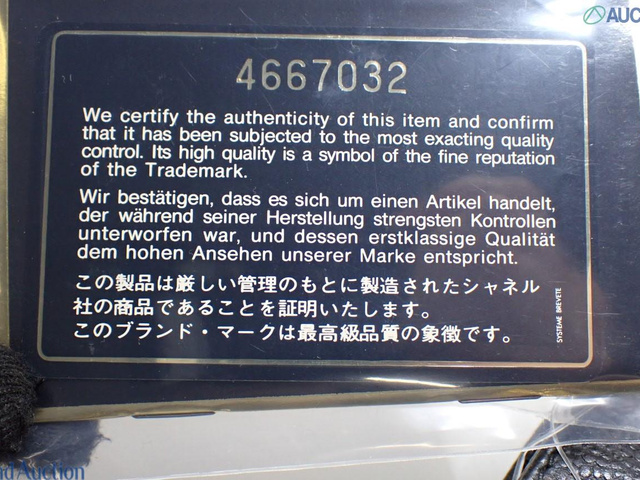 AUC
4667032
We certify the authenticity of this item and confirm
that it has been subjected to the most exacting quality
control. Its high quality is a symbol of the fine reputation
of the Trademark.
Wir bestätigen, dass es sich um einen Artikel handelt,
der während seiner Herstellung strengsten Kontrollen
unterworfen war, und dessen erstklassige Qualität
dem hohen Ansehen unserer Marke entspricht.
この製品は厳しい管理のもとに製造されたシャネル
社の商品であることを証明いたします。
このブランド・マークは最高級品質の象徴です。
SYSTEME BREVETE
nd Auction